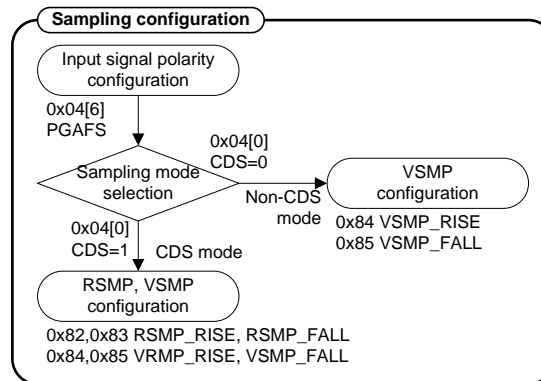 Sampling configuration
Input signal polarity
configuration
0x04[6]
PGAFS
0x04[0]
CDS=0
Sampling mode
selection
Non-CDS
mode
VSMP
configuration
0x84 VSMP_RISE
0x85 VSMP_FALL
0x04[0]
CDS=1
CDS mode
RSMP, VSMP
configuration
0x82,0x83 RSMP_RISE, RSMP_FALL
0x84,0x85 VRMP_RISE, VSMP_FALL